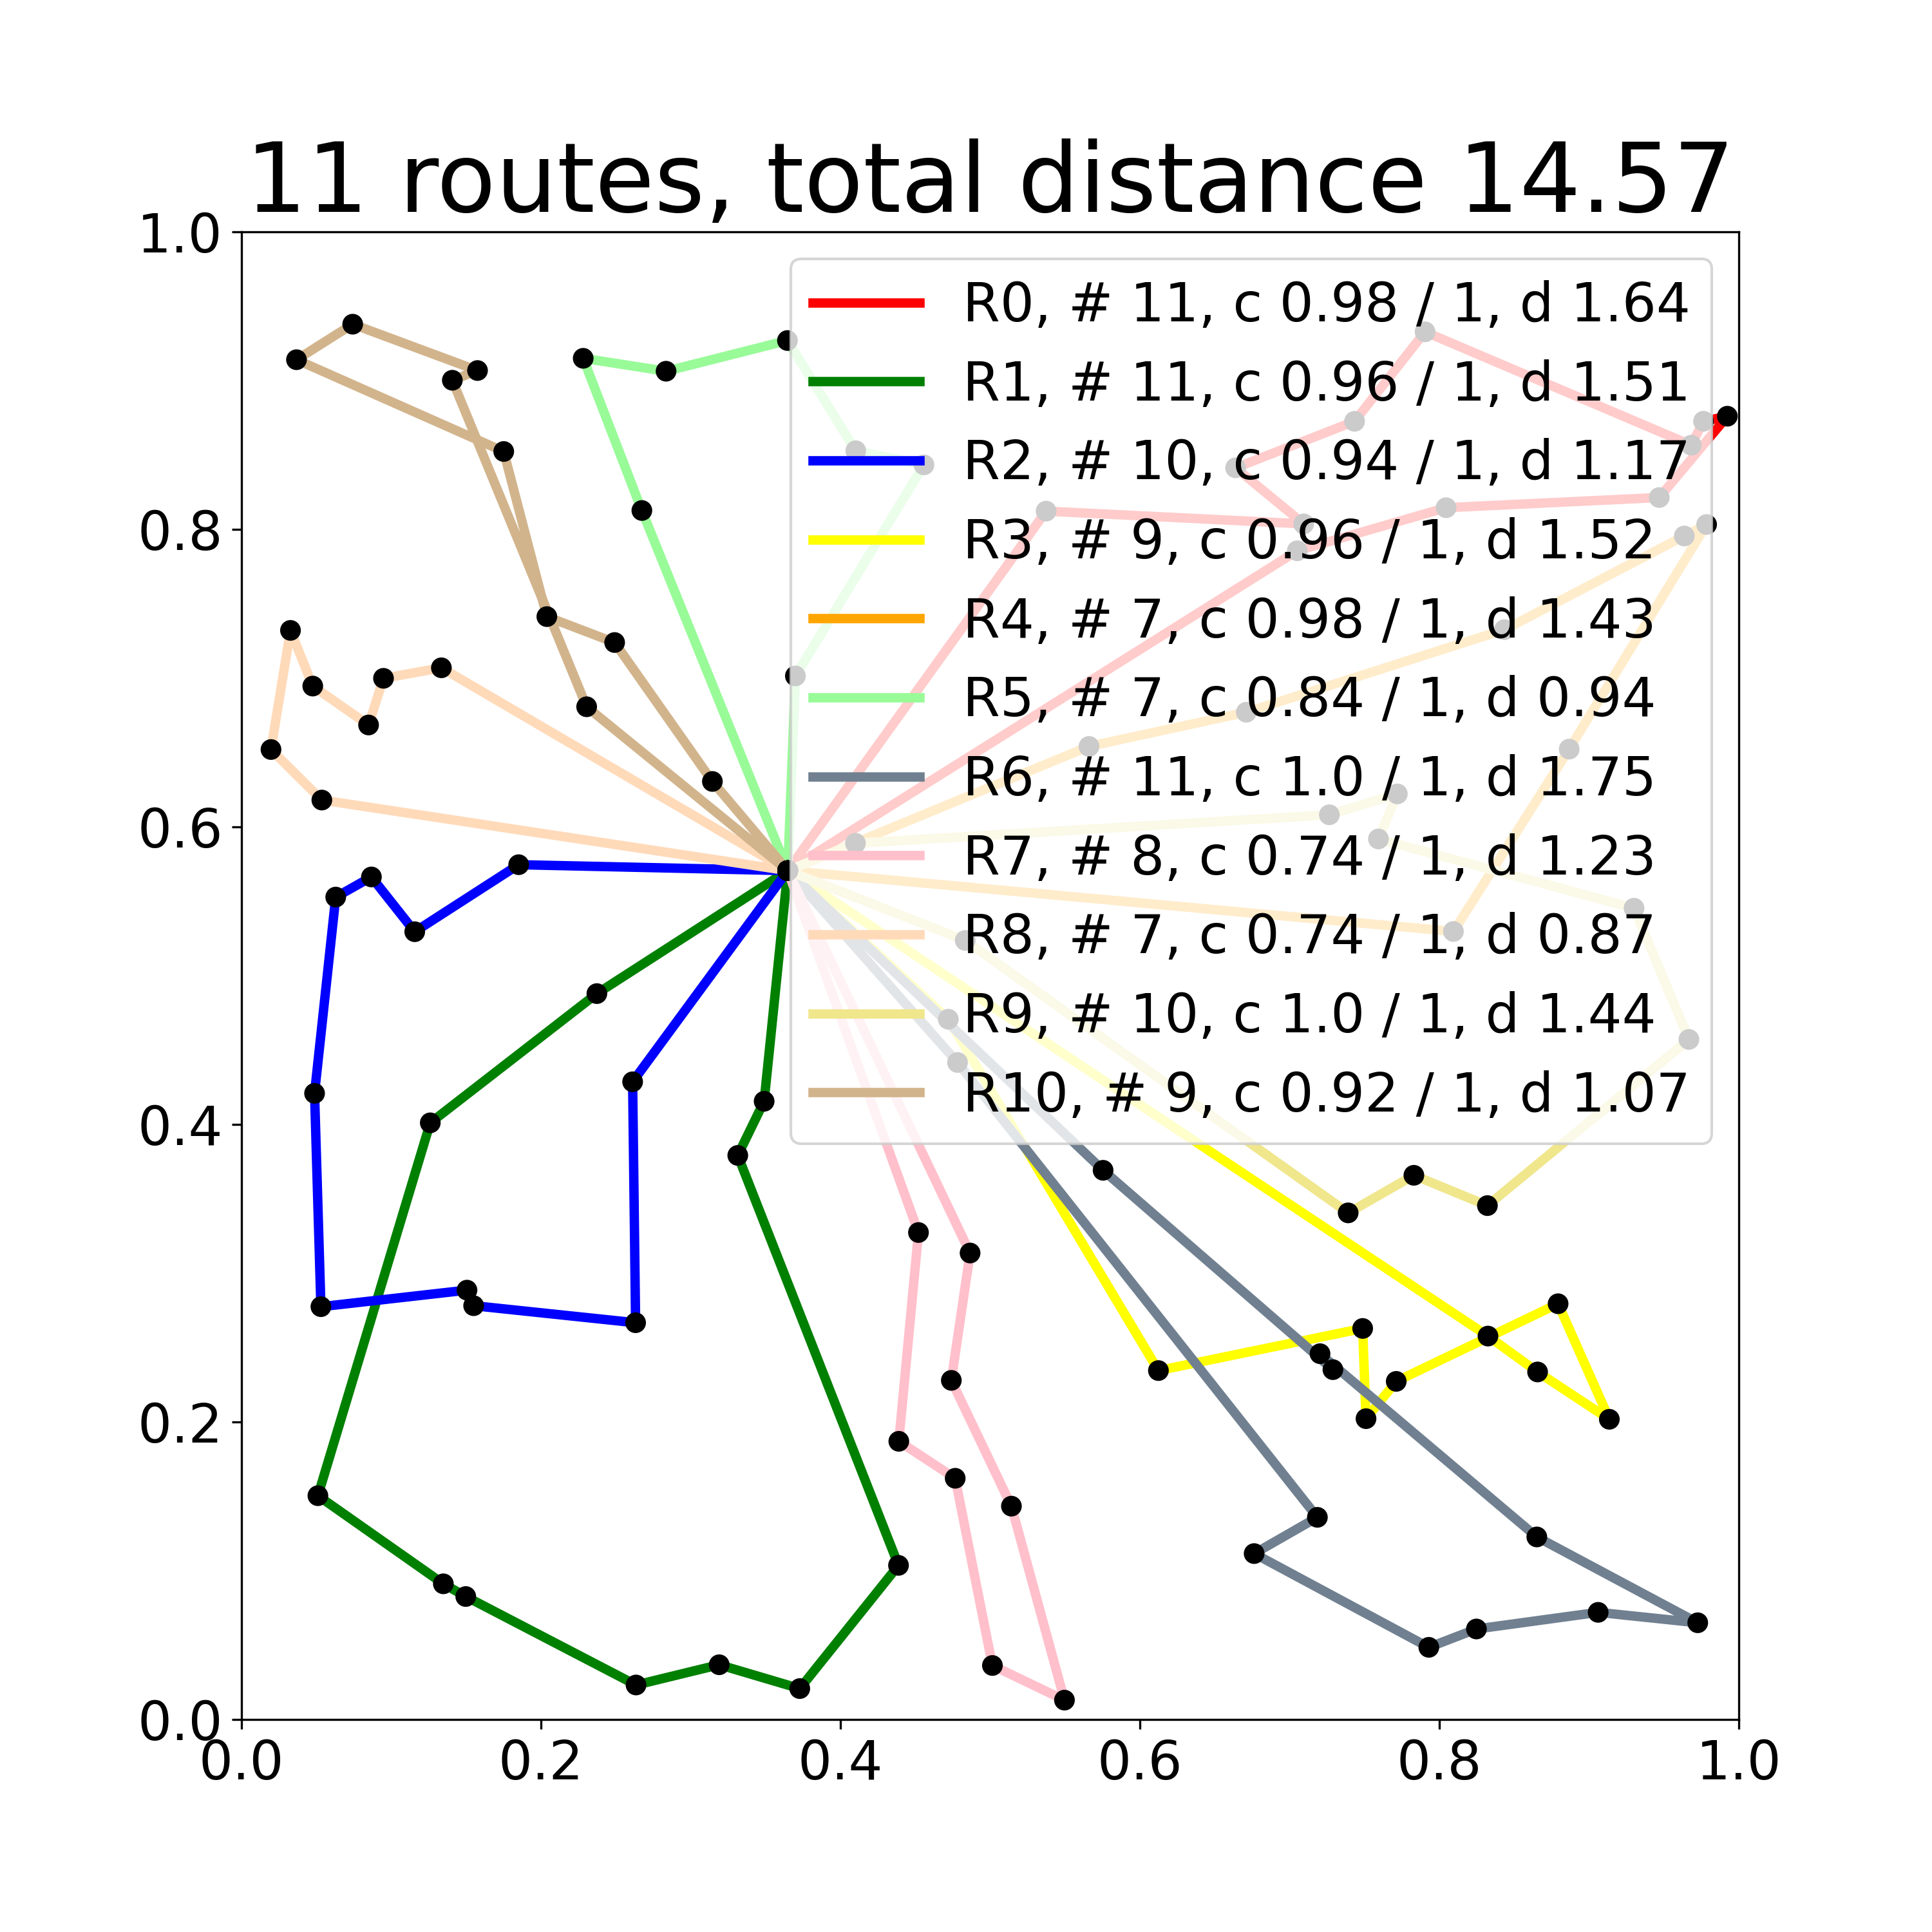 11 routes, total distance 14.57
1.0
0.8
0.6
0.4
0.2
0.0
0.0 0.2 0.4 0.6 0.8 1.0
R0, # 11, c 0.98 / 1, d 1.64
R1, # 11, c 0.96 / 1, d 1.51
R2, # 10, c 0.94 / 1, d 1.17
R3, # 9, c 0.96 / 1, d 1.52
R4, # 7, c 0.98 / 1, d 1.43
R5, # 7, c 0.84 / 1, d 0.94
R6, # 11, c 1.0 / 1, d 1.75
R7, # 8, c 0.74 / 1, d 1.23
R8, # 7, c 0.74 / 1, d 0.87
R9, # 10, c 1.0 / 1, d 1.44
R10, # 9, c 0.92 / 1, d 1.07